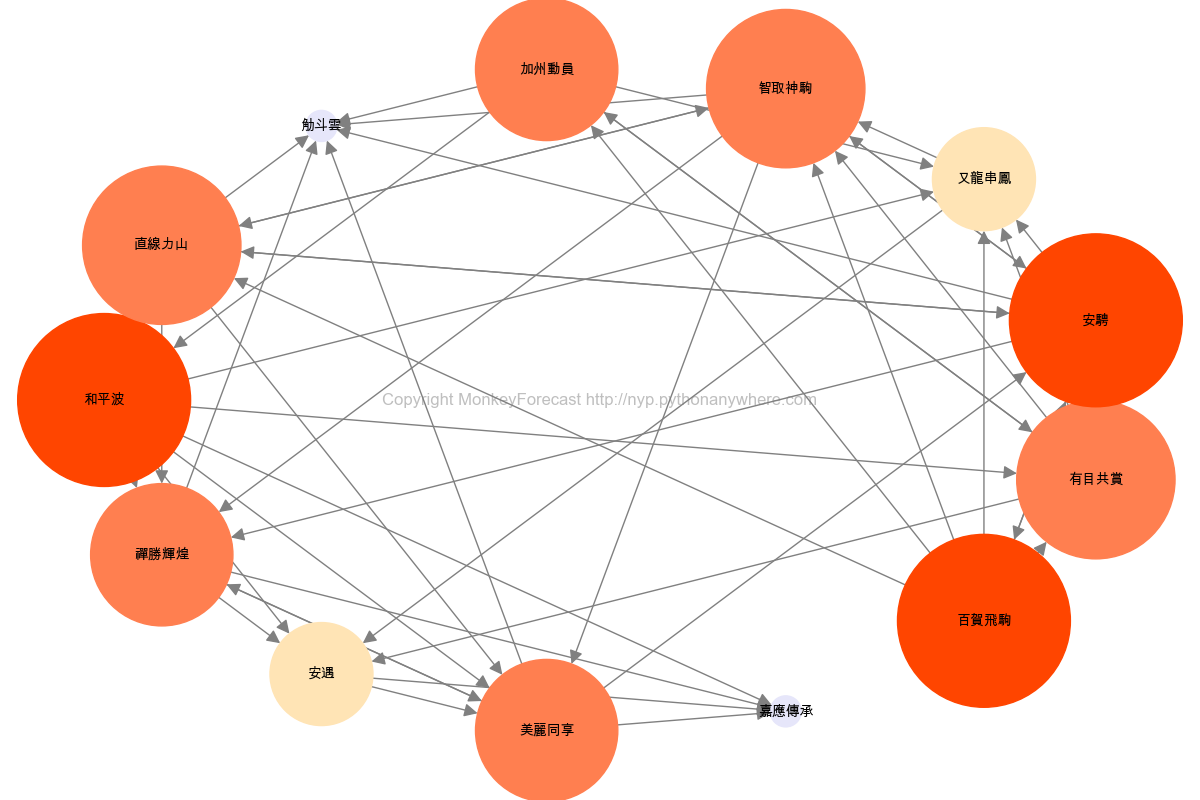 加州動員
智取神駒
觔斗雲
又龍串鳳
直線力山
安騁
和平波
Copyright MonkeyForecast http://nyp.pythonanywhere.com
有目共賞
禪勝輝煌
百賀飛駒
安遇
嘉應傳承
美麗同享